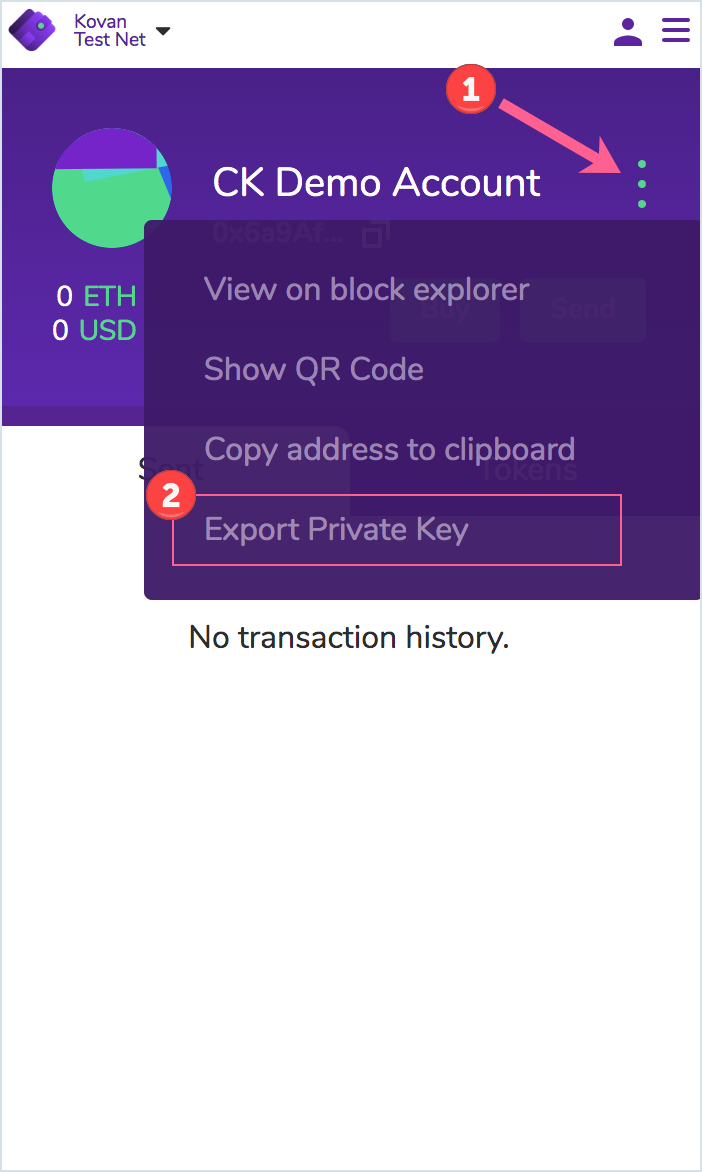 Kovan
Test Net
1
CK Demo Account
0x6a9Af...
0 ETH
0 USD
View on block explorer
Buy
Send
Show QR Code
Copy address to clipboard
Sent
Tokens
2
Export Private Key
No transaction history.